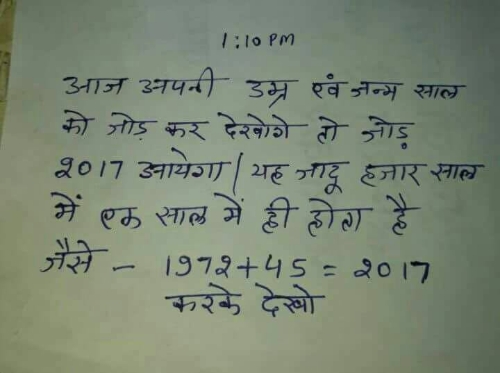 1:10 PM
आज अपनी उम्र एवं जन्म साल
को जोड़ कर देखोगे तो जोड़
2017 आयेगा | यह जादू हजार साल
में एक साल में ही होता है
जैसे - 1972+45 = 2017
करके देखो